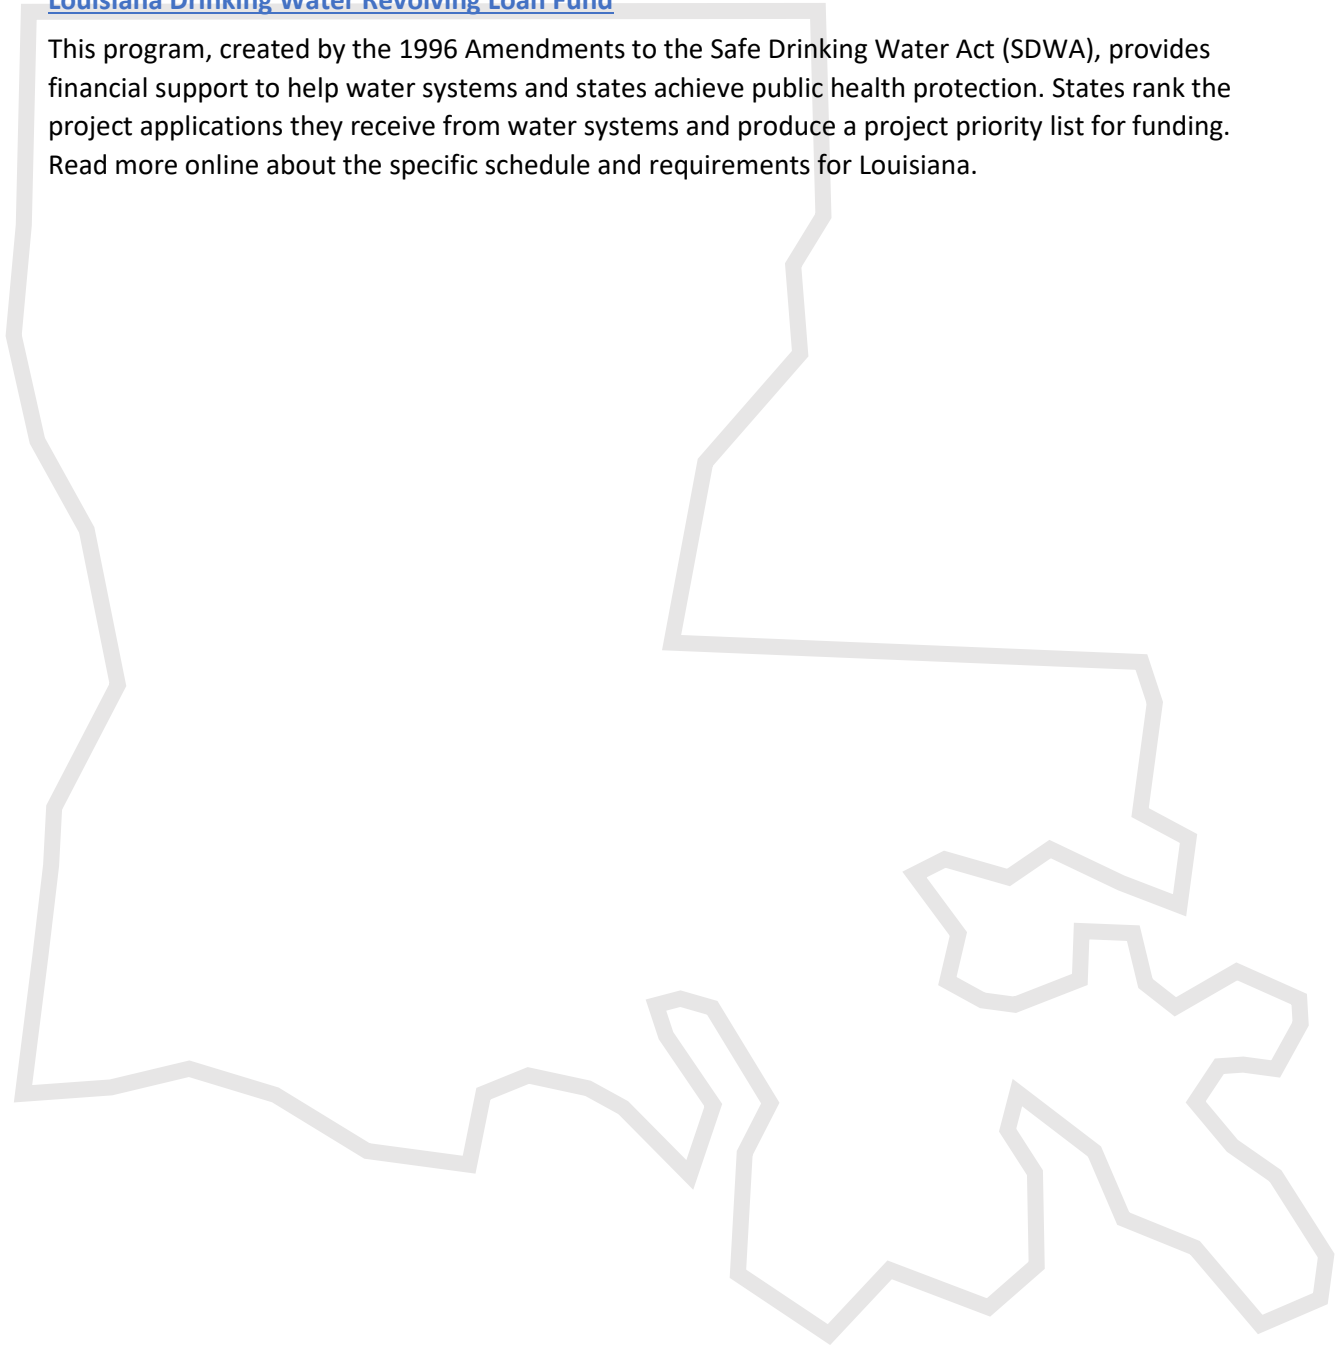 Louisiana Drinking Water Revolving Loan Fund
This program, created by the 1996 Amendments to the Safe Drinking Water Act (SDWA), provides
financial support to help water systems and states achieve public health protection. States rank the
project applications they receive from water systems and produce a project priority list for funding.
Read more online about the specific schedule and requirements for Louisiana.